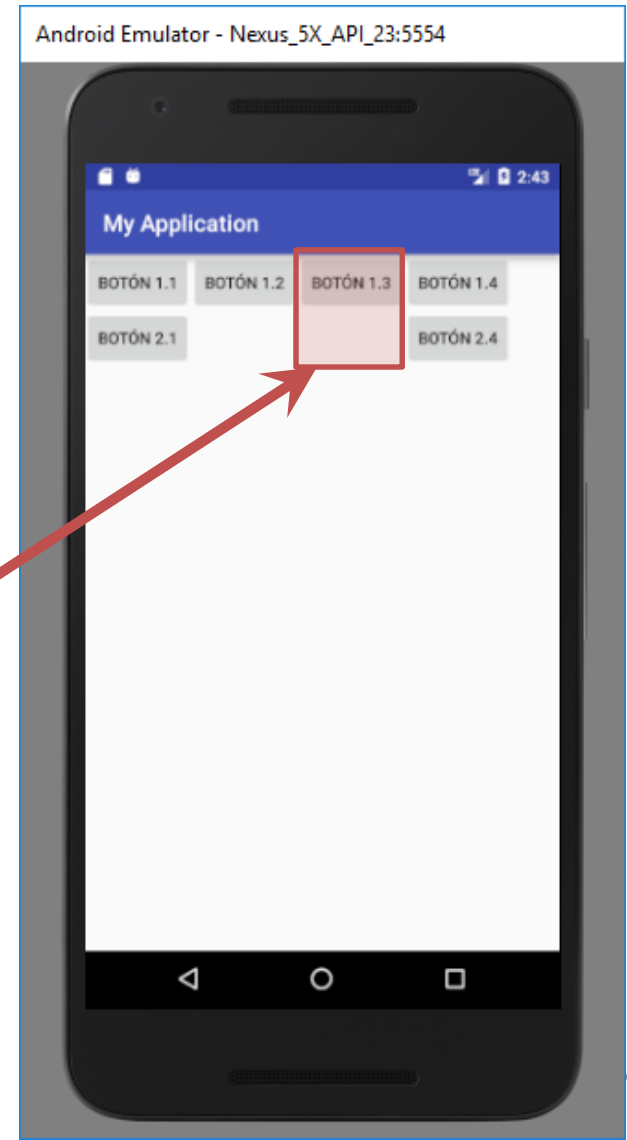 Android Emulator - Nexus_5X_API_23:5554
2:43
My Application
BOTÓN 1.1 BOTÓN 1.2 BOTÓN 1.3 BOTÓN 1.4
BOTÓN 2.1 BOTÓN 2.4